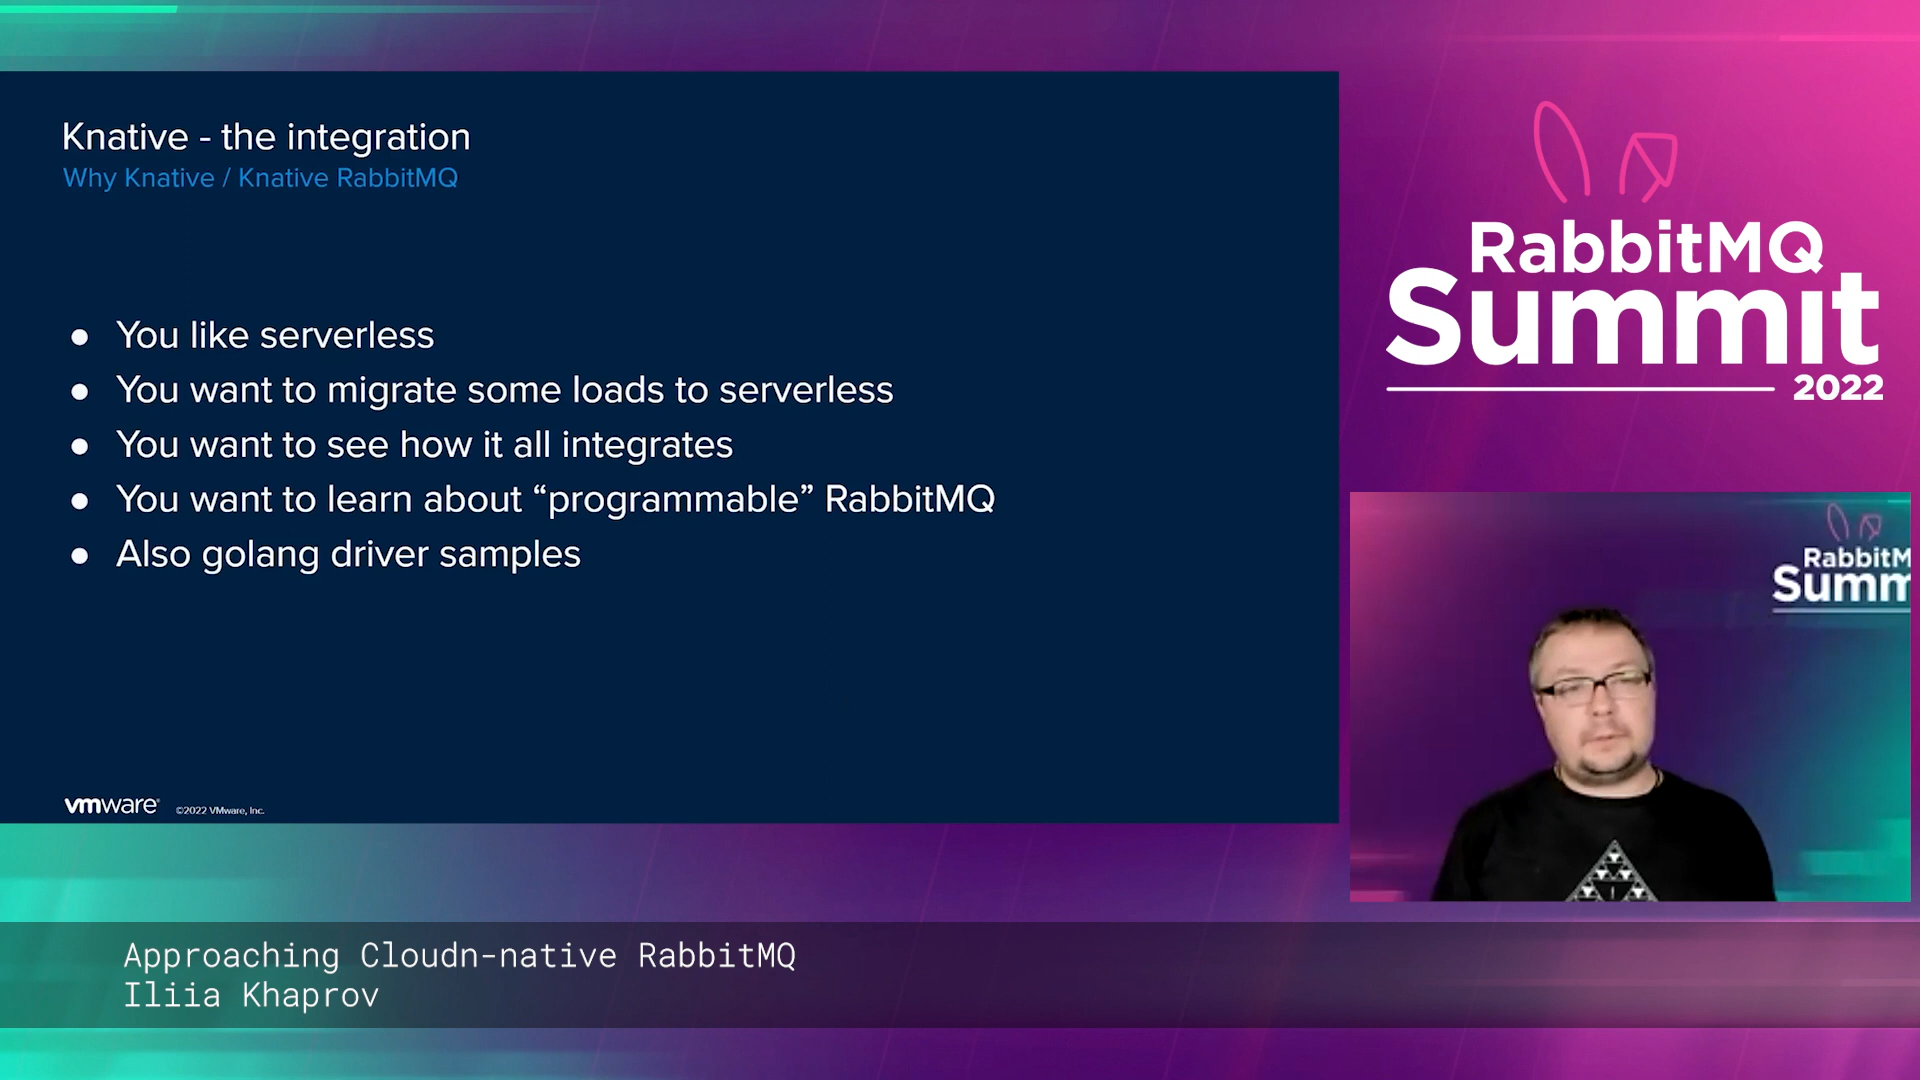 Knative - the integration
Why Knative / Knative RabbitMQ
● You like serverless
● You want to migrate some loads to serverless
● You want to see how it all integrates
● You want to learn about “programmable” RabbitMQ
● Also golang driver samples
vmware®
©2022 VMware, Inc.
RabbitMQ
Summit
2022
RabbitM
Summ
Approaching Cloudn-native RabbitMQ
Iliia Khaprov